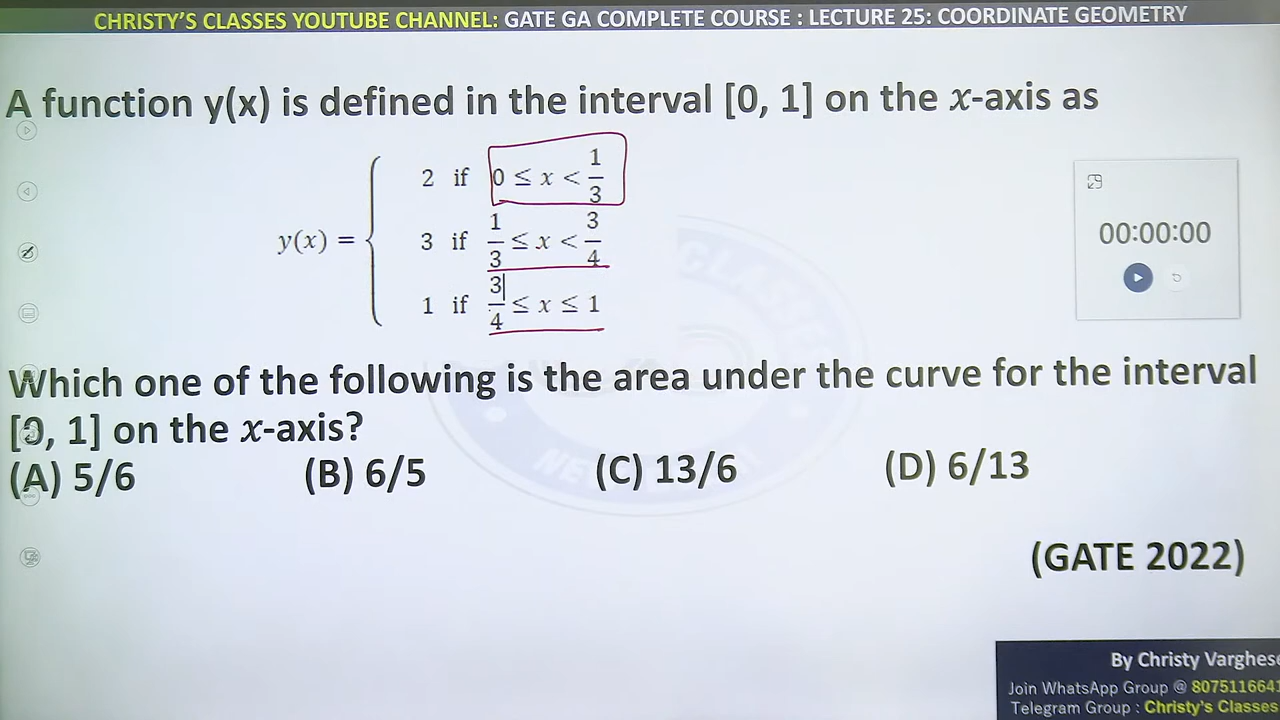 CHRISTY'S CLASSES YOUTUBE CHANNEL: GATE GA COMPLETE COURSE : LECTURE 25: COORDINATE GEOMETRY
A function y(x) is defined in the interval [0, 1] on the x-axis as
y(x) = { 2 if 0 ≤ x < 1/3
3 if 1/3 ≤ x < 3/4
1 if 3/4 ≤ x ≤ 1
00:00:00
Which one of the following is the area under the curve for the interval
[0, 1] on the x-axis?
(A) 5/6 (B) 6/5 (C) 13/6 (D) 6/13
(GATE 2022)
By Christy Varghese
Join WhatsApp Group @ 8075116641
Telegram Group : Christy's Classes